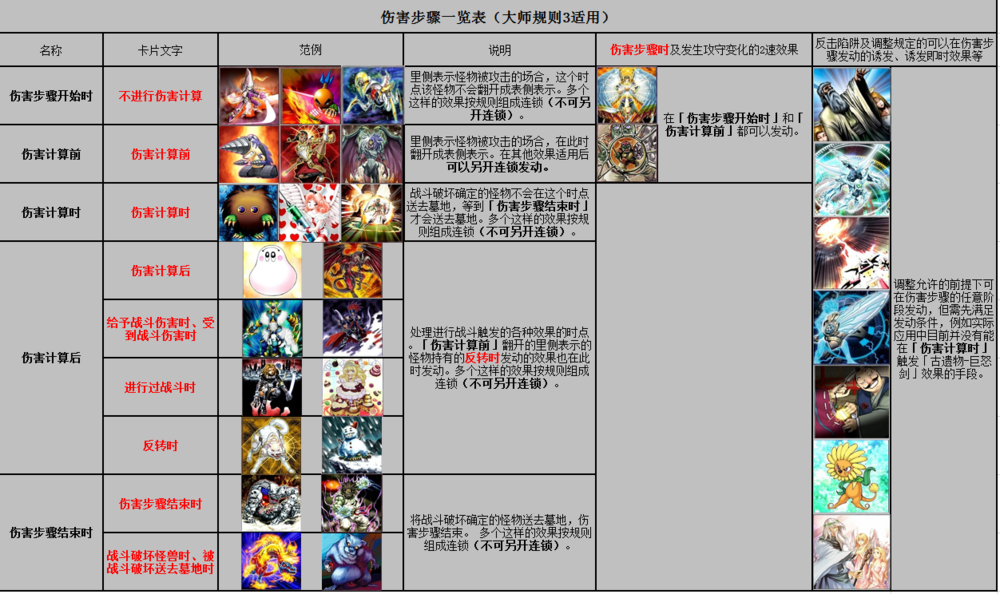 伤害步骤一览表（大师规则3适用）
名称
卡片文字
范例
说明
伤害步骤时及发生攻守变化的2速效果
反击陷阱及调整规定的可以在伤害步
骤发动的诱发、诱发即时效果等
伤害步骤开始时
不进行伤害计算
里侧表示怪物被攻击的场合，这个时
点该怪物不会翻开成表侧表示。多个
这样的效果按规则组成连锁（不可另
开连锁）。
伤害计算前
伤害计算前
里侧表示怪物被攻击的场合，在此时
翻开成表侧表示。在其他效果适用后
可以另开连锁发动。
在「伤害步骤开始时」和「
伤害计算前」都可以发动。
伤害计算时
伤害计算时
战斗破坏确定的怪物不会在这个时点
送去墓地，等到「伤害步骤结束时」
才会送去墓地。多个这样的效果按规
则组成连锁（不可另开连锁）。
伤害计算后
伤害计算后
给予战斗伤害时、受
到战斗伤害时
进行过战斗时
反转时
处理进行战斗触发的各种效果的时点
。「伤害计算前」翻开的里侧表示的
怪物持有的反转时发动的效果也在此
时发动。多个这样的效果按规则组成
连锁（不可另开连锁）。
伤害步骤结束时
伤害步骤结束时
战斗破坏怪兽时、被
战斗破坏送去墓地时
将战斗破坏确定的怪物送去墓地，伤
害步骤结束。 多个这样的效果按规则
组成连锁（不可另开连锁）。
调整允许的前提下可
在伤害步骤的任意阶
段发动，但需先满足
发动条件，例如实际
应用中目前并没有能
在「伤害计算时」
触发「古遗物-巨怒
剑」效果的手段。